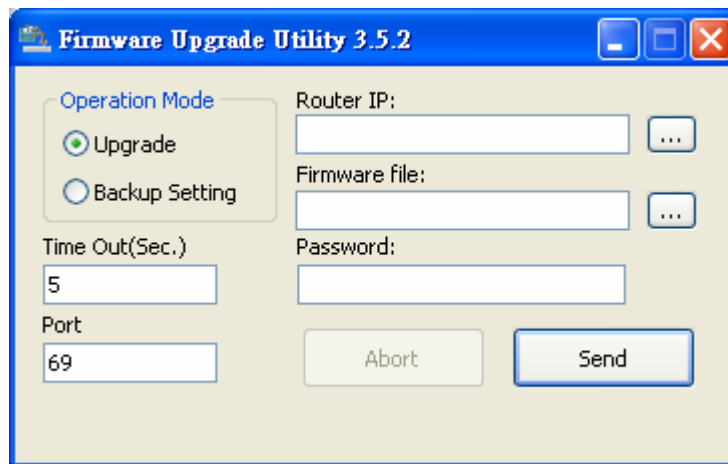 Firmware Upgrade Utility 3.5.2
Operation Mode
Upgrade
Backup Setting
Time Out(Sec.)
5
Port
69
Router IP:
...
Firmware file:
...
Password:
Abort
Send